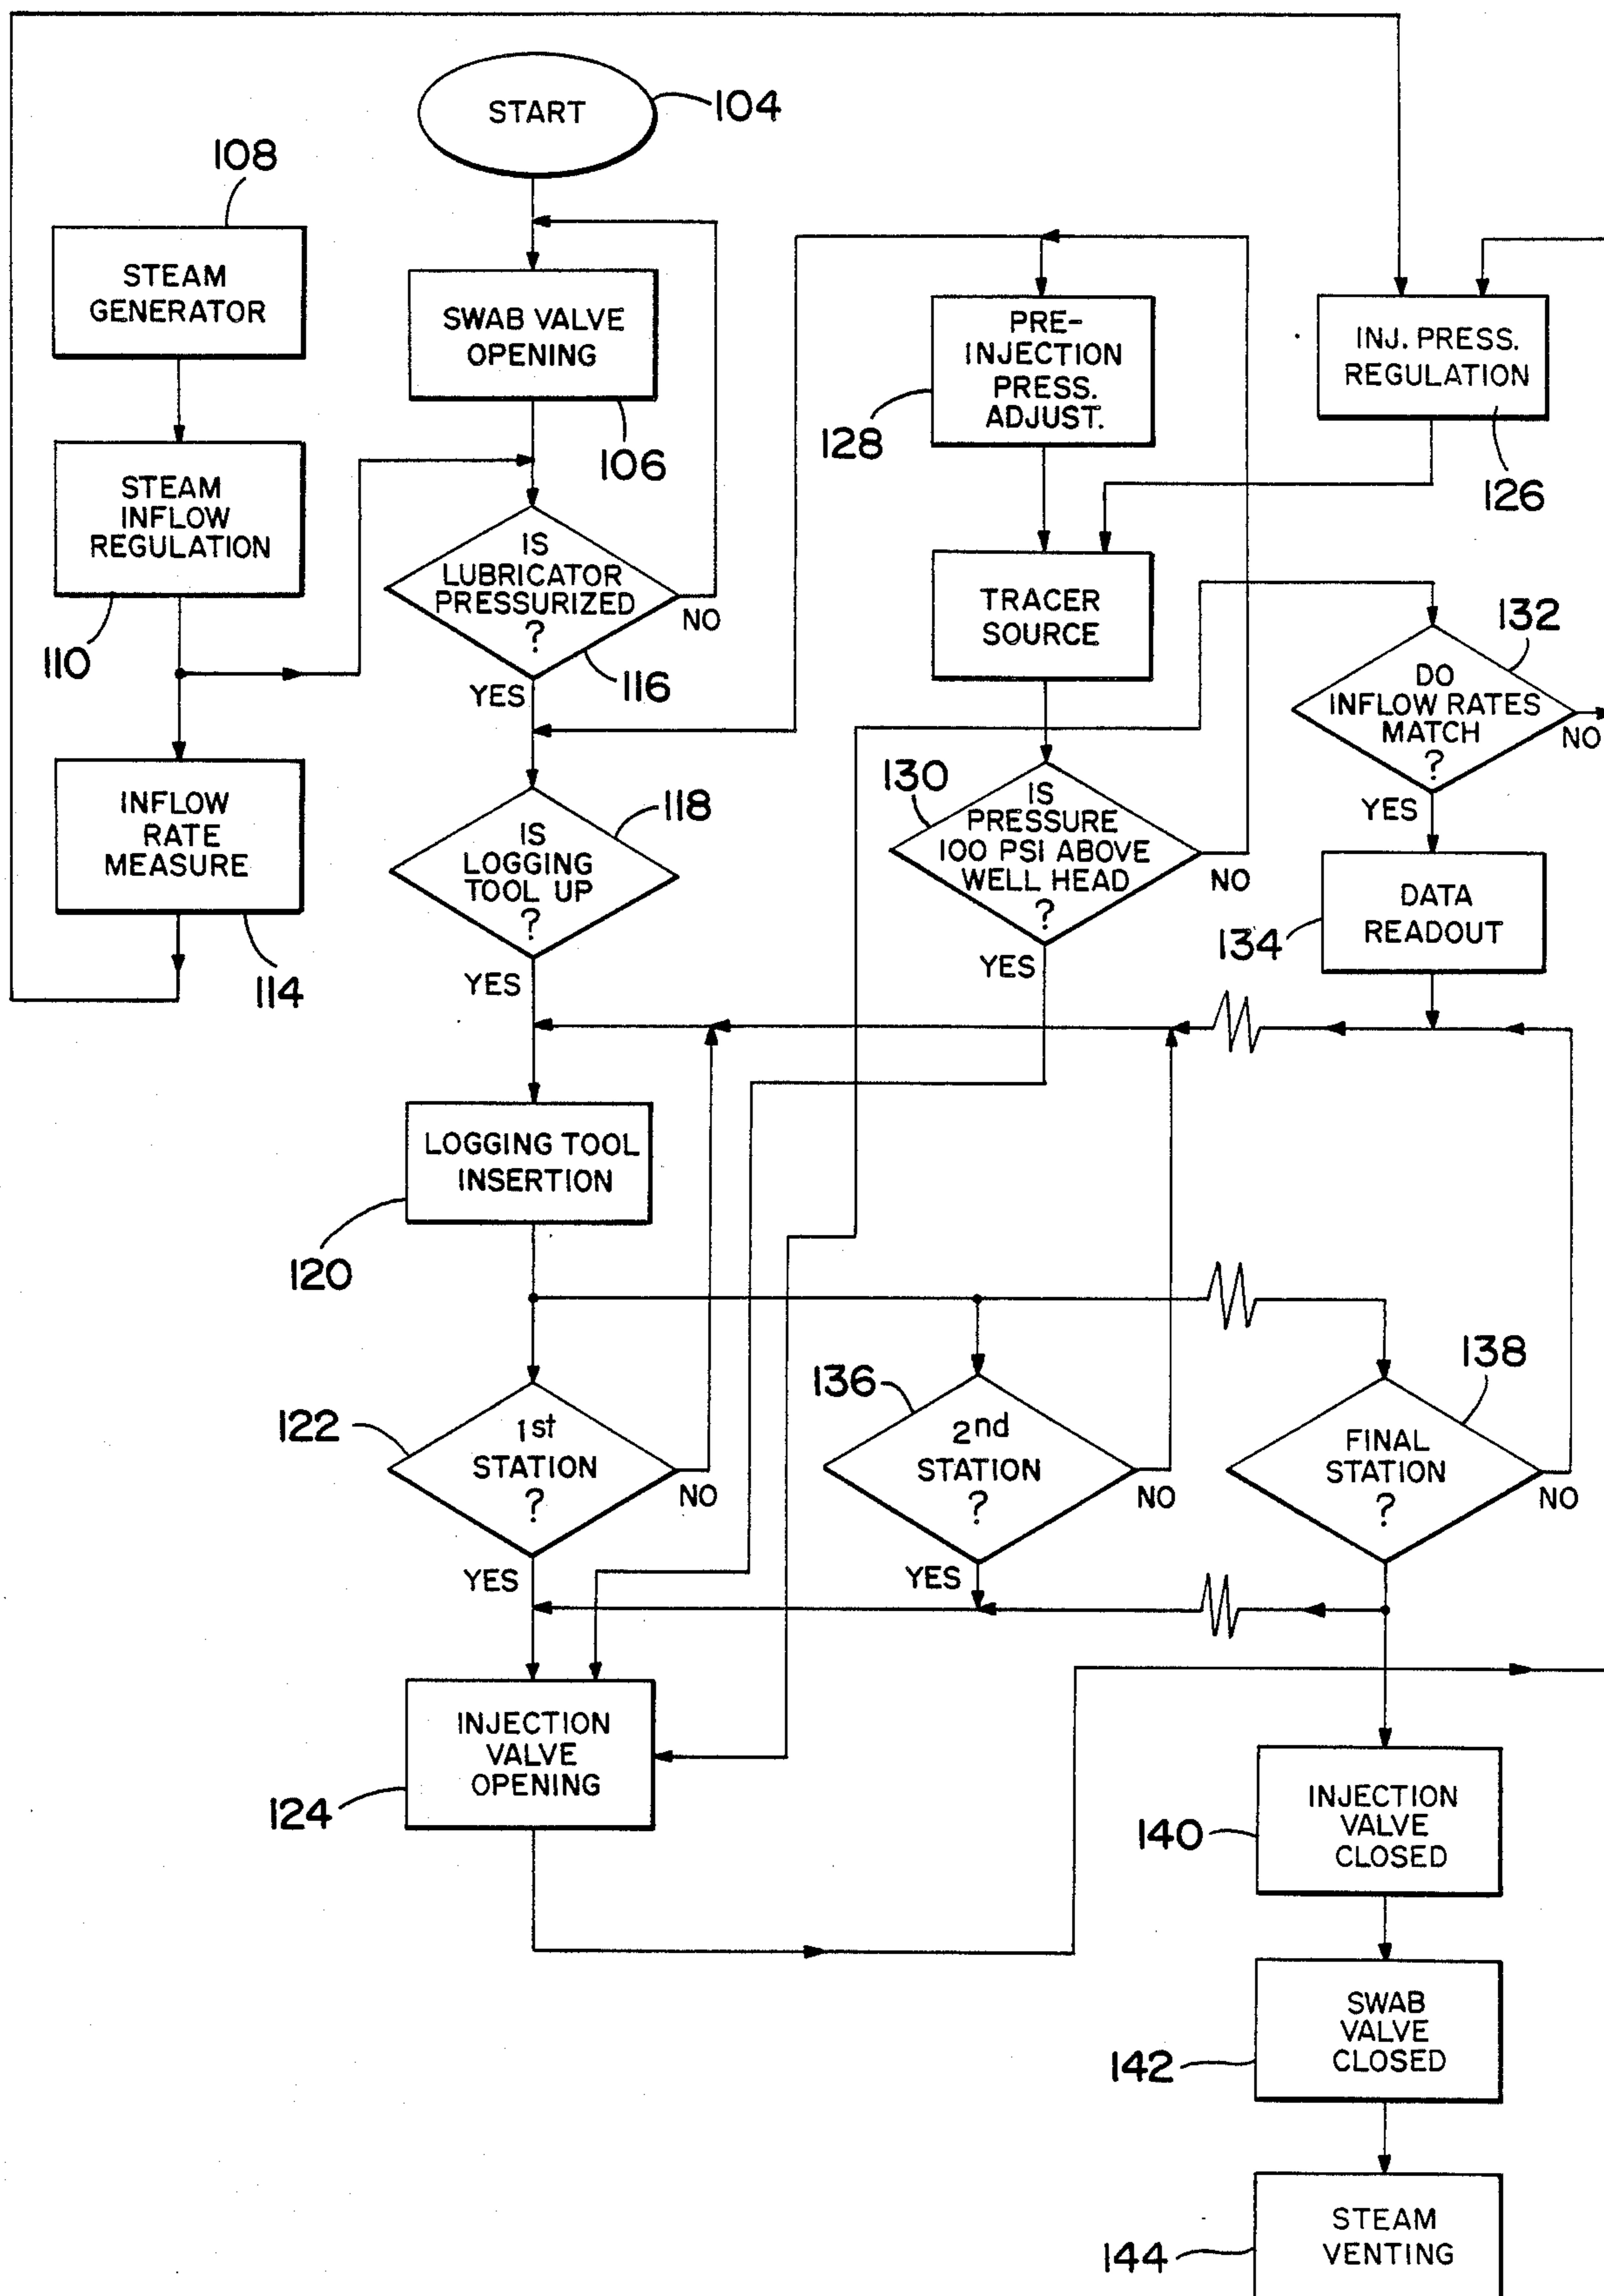 START
104
108
STEAM
GENERATOR
SWAB VALVE
OPENING
106
PRE-
INJECTION
PRESS.
ADJUST.
128
INJ. PRESS.
REGULATION
126
STEAM
INFLOW
REGULATION
110
IS
LUBRICATOR
PRESSURIZED
?
NO
116
YES
TRACER
SOURCE
132
DO
INFLOW RATES
MATCH
?
NO
YES
INFLOW
RATE
MEASURE
114
118
IS
LOGGING
TOOL UP
?
YES
130
IS
PRESSURE
100 PSI ABOVE
WELL HEAD
?
NO
YES
DATA
READOUT
134
LOGGING TOOL
INSERTION
120
122
1st
STATION
?
NO
YES
136
2nd
STATION
?
NO
YES
138
FINAL
STATION
?
NO
INJECTION
VALVE
OPENING
124
INJECTION
VALVE
CLOSED
140
SWAB
VALVE
CLOSED
142
STEAM
VENTING
144